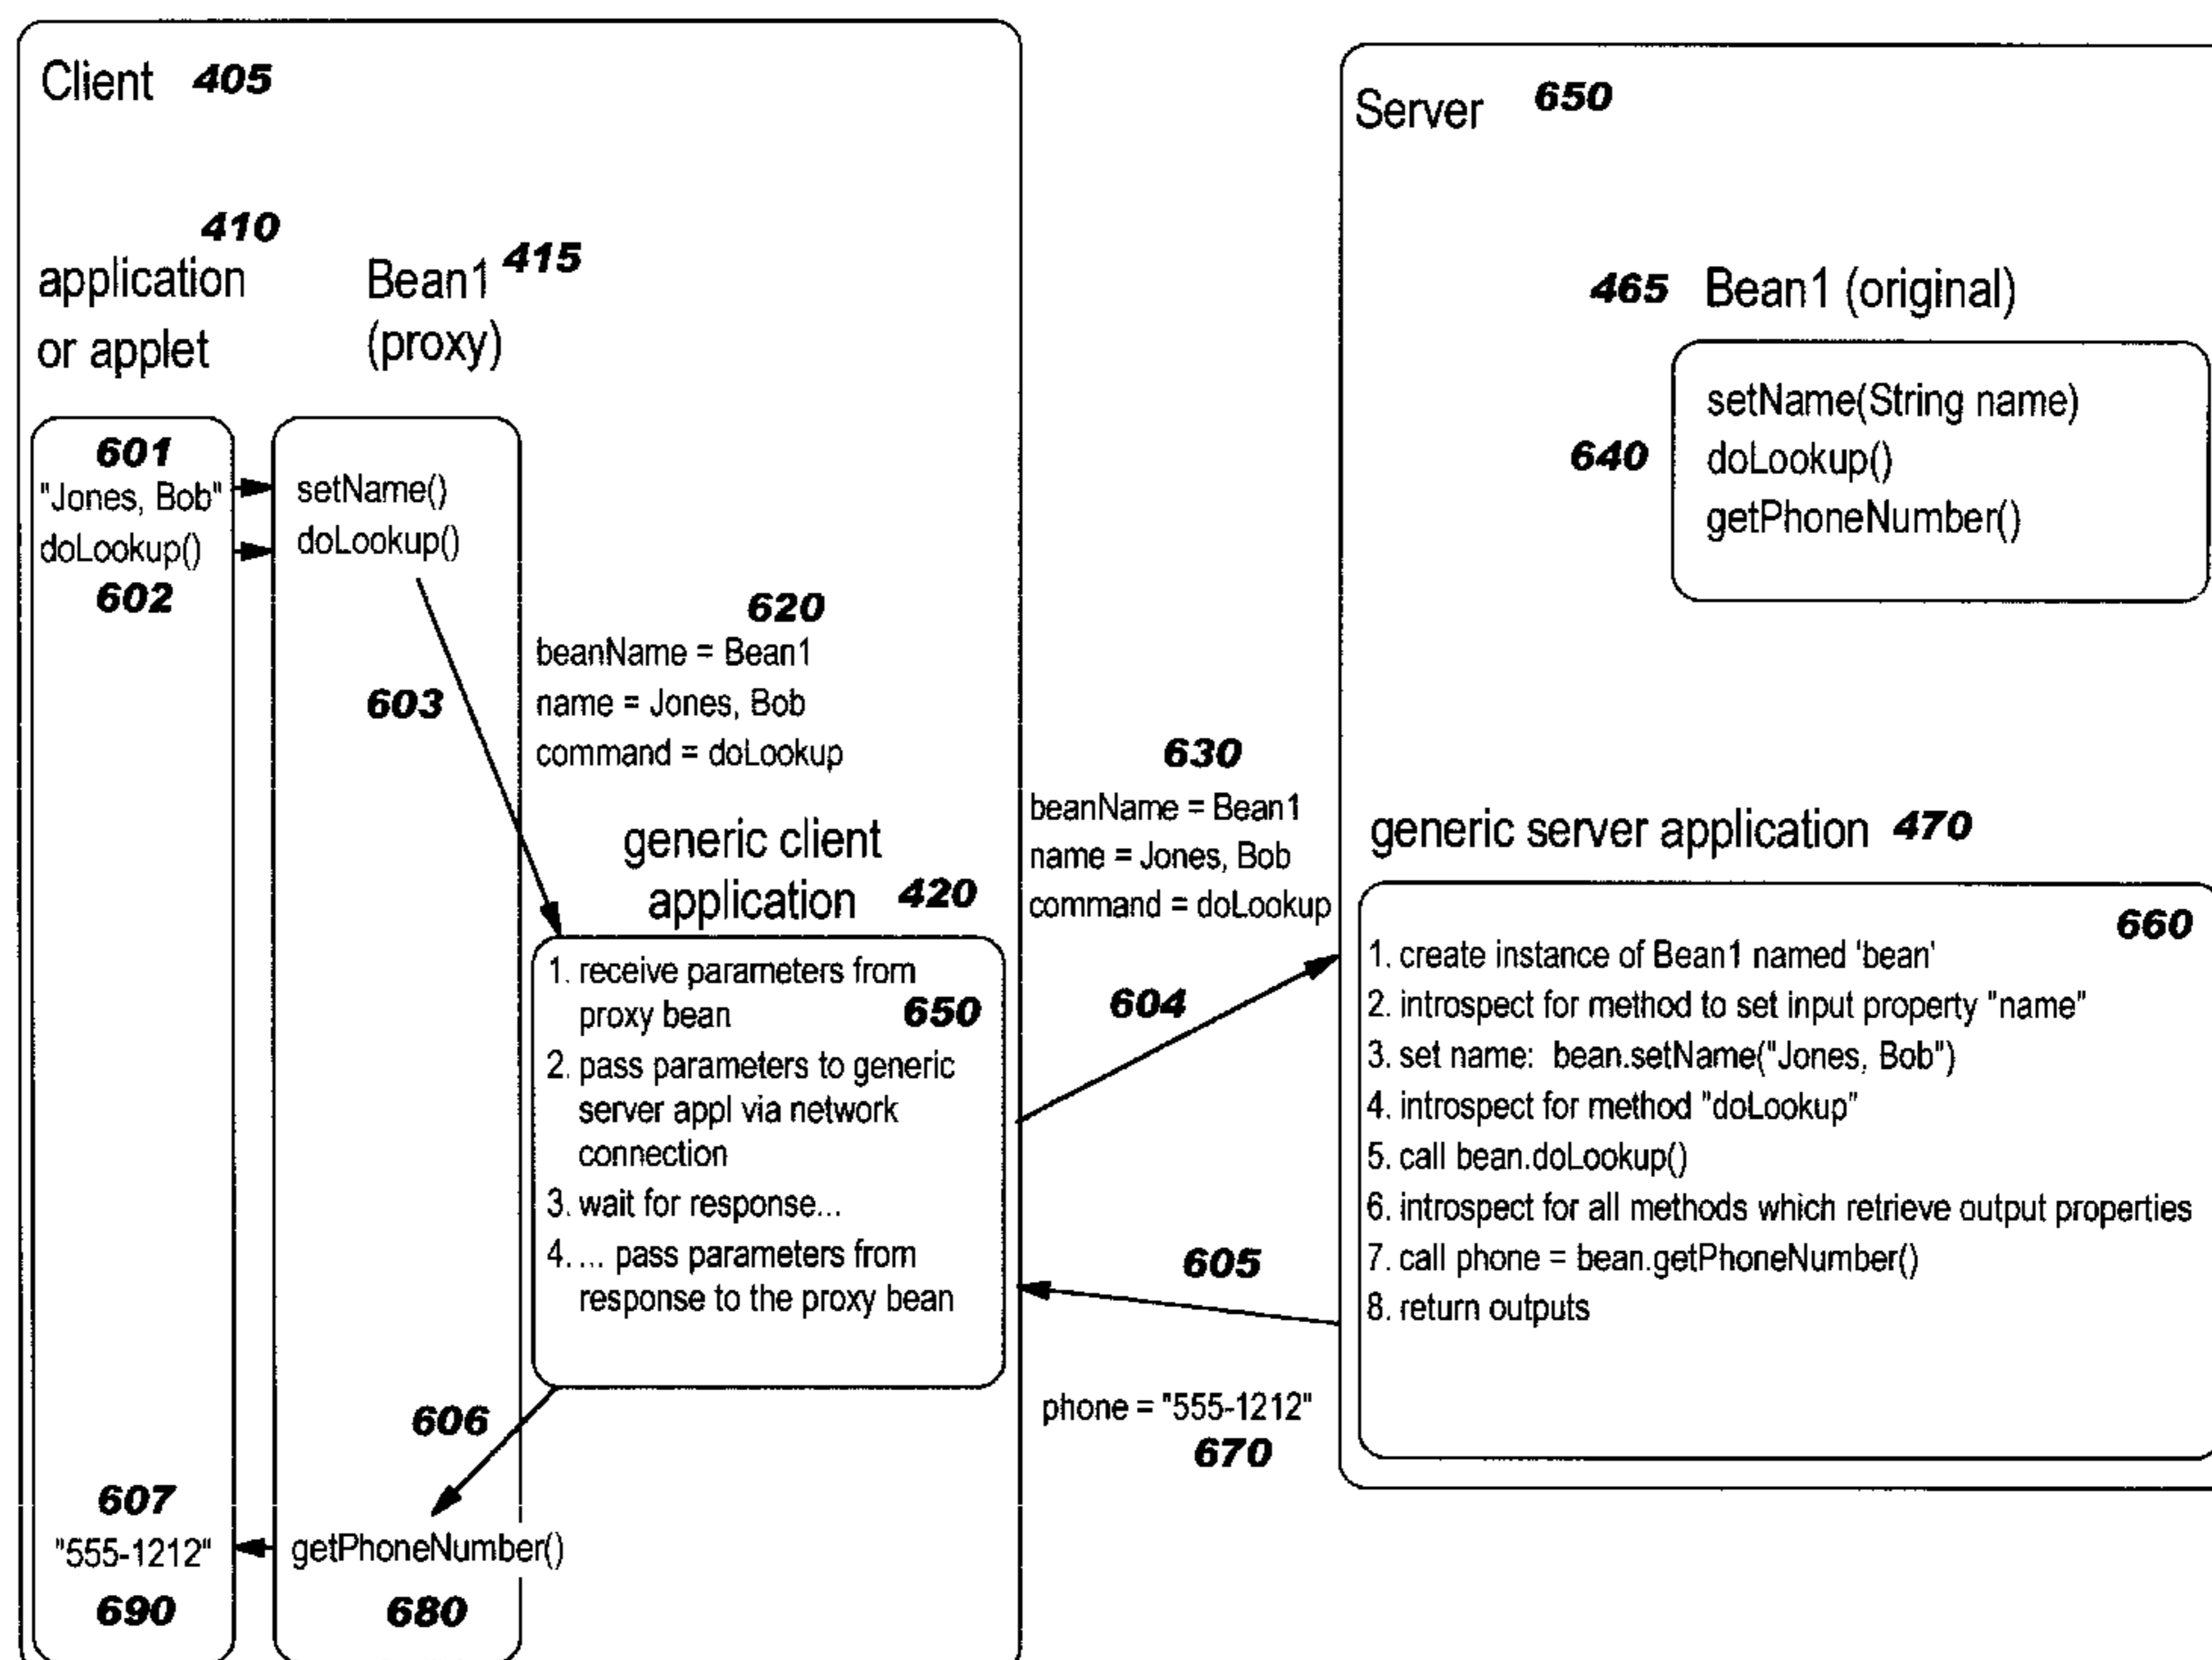 Client 405
410
application
or applet
Bean1 415
(proxy)
601
"Jones, Bob"
doLookup()
602
setName()
doLookup()
603
620
beanName = Bean1
name = Jones, Bob
command = doLookup
generic client
application 420
1. receive parameters from
proxy bean 650
2. pass parameters to generic
server appl via network
connection
3. wait for response...
4. ... pass parameters from
response to the proxy bean
606
607
"555-1212"
690
getPhoneNumber()
680
630
beanName = Bean1
name = Jones, Bob
command = doLookup
604
605
phone = "555-1212"
670
Server 650
465 Bean1 (original)
640
setName(String name)
doLookup()
getPhoneNumber()
generic server application 470
660
1. create instance of Bean1 named 'bean'
2. introspect for method to set input property "name"
3. set name: bean.setName("Jones, Bob")
4. introspect for method "doLookup"
5. call bean.doLookup()
6. introspect for all methods which retrieve output properties
7. call phone = bean.getPhoneNumber()
8. return outputs